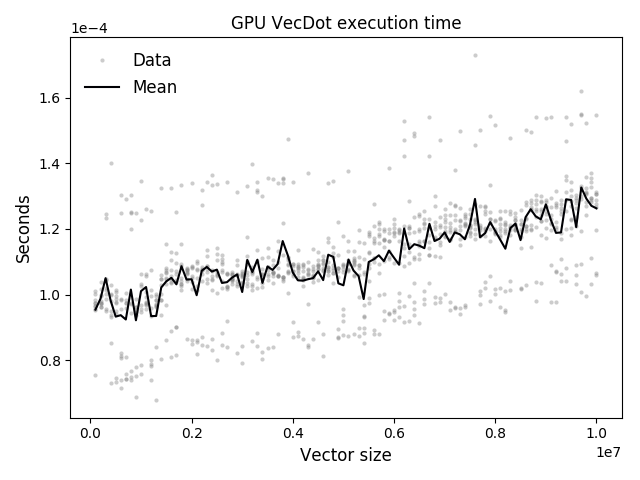 GPU VecDot execution time
1e−4
Data
Mean
1.6
1.4
1.2
1.0
0.8
Seconds
0.0 0.2 0.4 0.6 0.8 1.0
1e7
Vector size